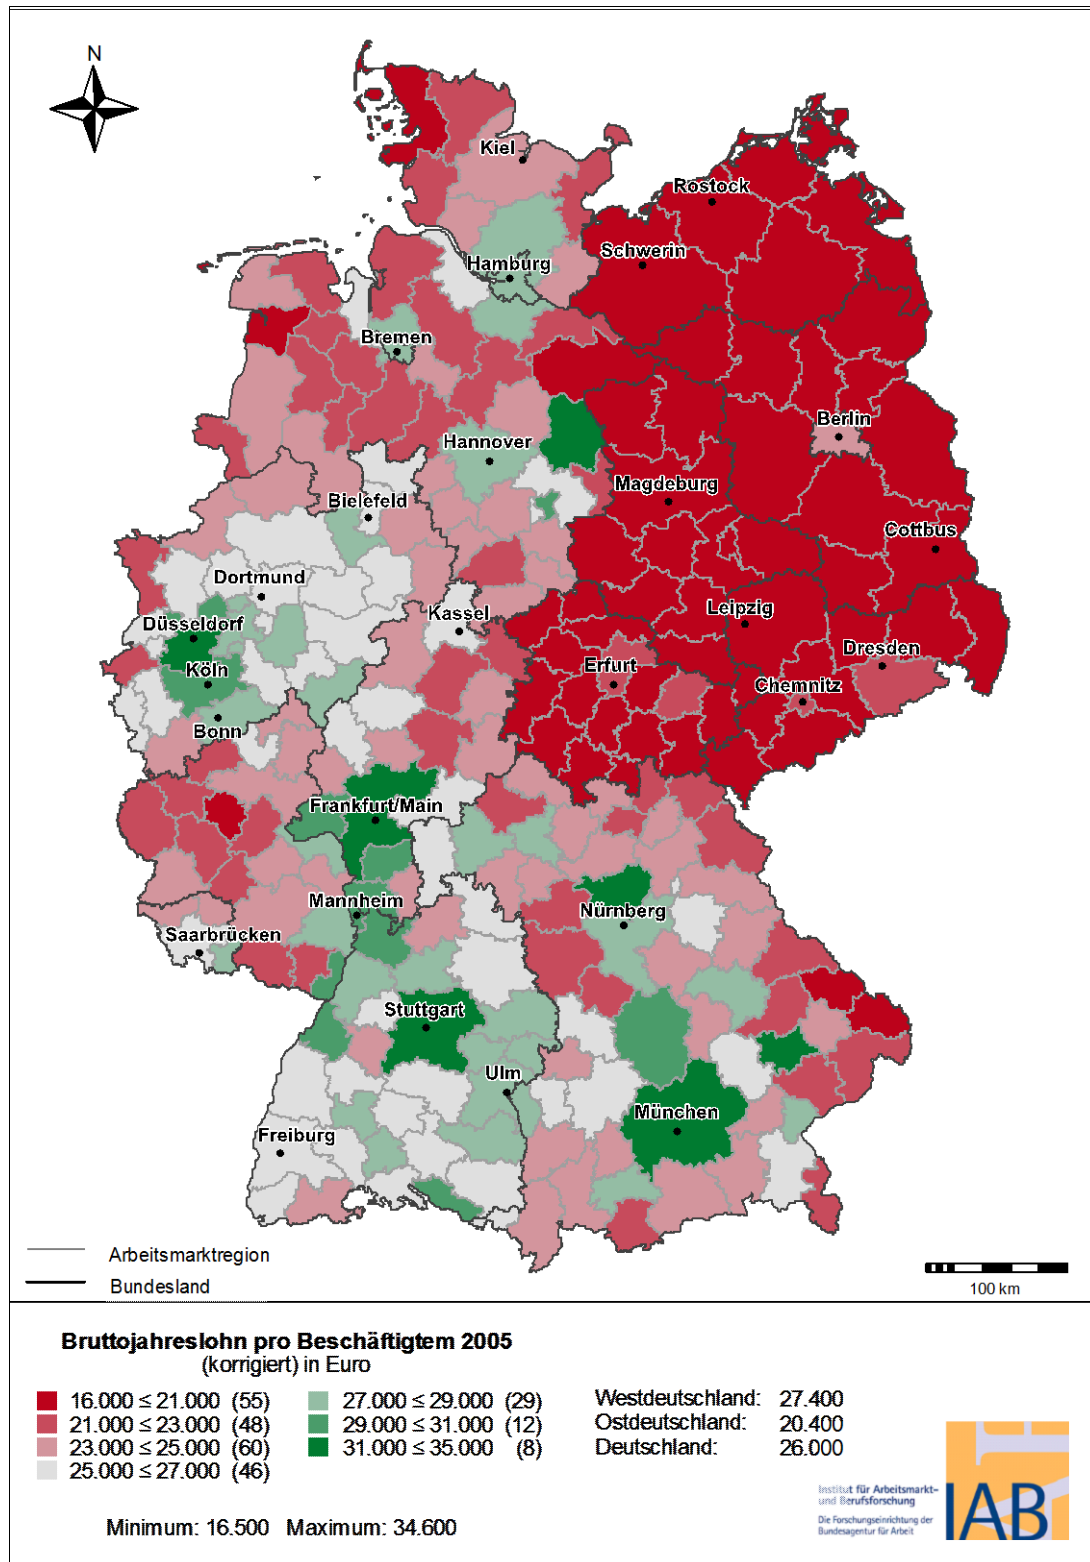 N
Kiel
Rostock
Schwerin
Hamburg
Bremen
Berlin
Hannover
Magdeburg
Bielefeld
Cottbus
Dortmund
Leipzig
Kassel
Düsseldorf
Dresden
Köln
Erfurt
Chemnitz
Bonn
Frankfurt/Main
Mannheim
Nürnberg
Saarbrücken
Stuttgart
Ulm
München
Freiburg
Arbeitsmarktregion
Bundesland
100 km
Bruttojahreslohn pro Beschäftigtem 2005
(korrigiert) in Euro
16.000 ≤ 21.000 (55)
21.000 ≤ 23.000 (48)
23.000 ≤ 25.000 (60)
25.000 ≤ 27.000 (46)
27.000 ≤ 29.000 (29)
29.000 ≤ 31.000 (12)
31.000 ≤ 35.000 (8)
Westdeutschland: 27.400
Ostdeutschland: 20.400
Deutschland: 26.000
Minimum: 16.500 Maximum: 34.600
Institut für Arbeitsmarkt-
und Berufsforschung
Die Forschungseinrichtung der
Bundesagentur für Arbeit
IAB